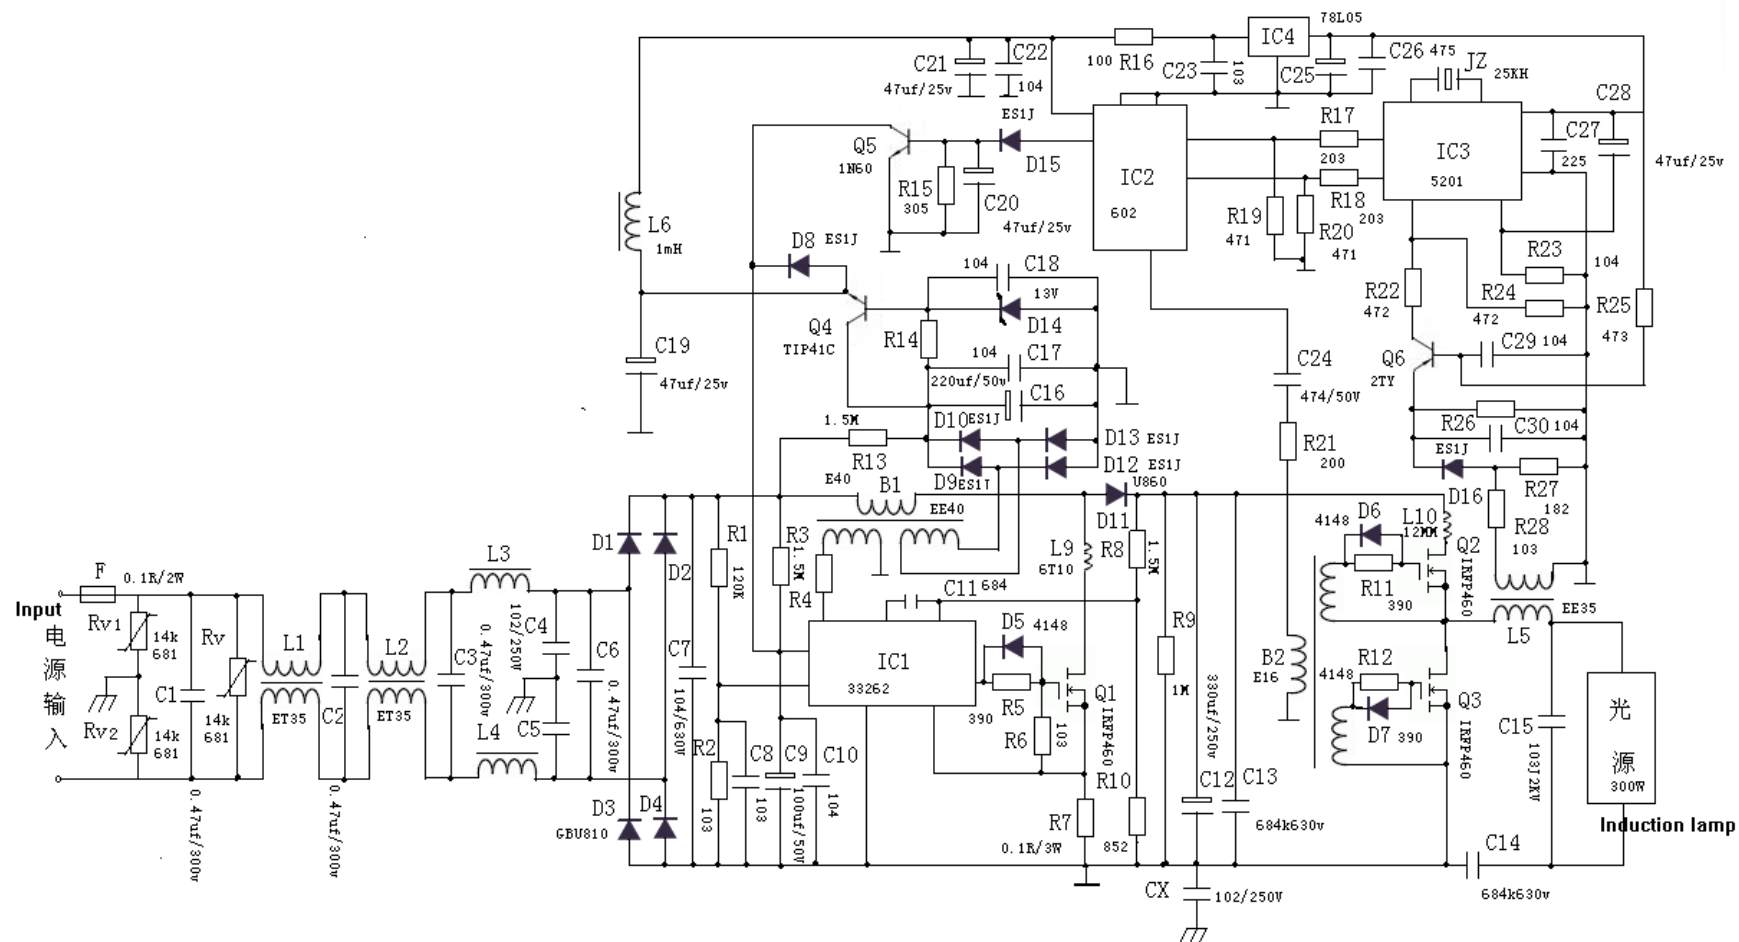 78L05
IC4
C22
C21
104
47uf/25v
100
R16
C23
103
C25
C26
475
JZ
25KH
C28
ES1J
D15
Q5
1N60
R15
305
C20
47uf/25v
IC2
602
R17
203
R18
203
R19
471
R20
471
IC3
5201
C27
225
47uf/25v
L6
1mH
D8
ES1J
104
C18
13V
D14
Q4
TIP41C
R14
104
C17
220uf/50v
C16
C19
47uf/25v
R22
472
R23
104
R24
472
R25
473
C29
104
Q6
2TY
C24
474/50V
R21
200
R26
C30
104
ES1J
D16
R27
182
R28
103
1.5M
R13
D10
ES1J
D13
ES1J
D9
ES1J
D12
ES1J
U860
D11
E40
B1
EE40
R1
120K
R3
1.5M
R4
C11
684
L9
6T10
R8
1.5M
D6
4148
R11
390
L10
12MM
Q2
IRFP460
EE35
L5
D1
D2
L3
F
0.1R/2W
Input
电
源
输
入
Rv1
14k
681
Rv2
14k
681
C1
0.47uf/300v
Rv
14k
681
L1
ET35
C2
0.47uf/300v
L2
ET35
C3
0.47uf/300v
102/250V
C4
C5
L4
C6
0.47uf/300v
C7
104/630V
IC1
33262
D5
4148
R5
390
R6
103
Q1
IRFP460
R9
1M
B2
E16
R12
4148
D7
390
Q3
IRFP460
C15
103J2KV
光
源
300W
Induction lamp
D3
D4
GBU810
R2
103
C8
103
C9
100uf/50V
C10
104
R7
0.1R/3W
R10
852
330uf/250v
C12
C13
684k630v
C14
684k630v
CX
102/250V